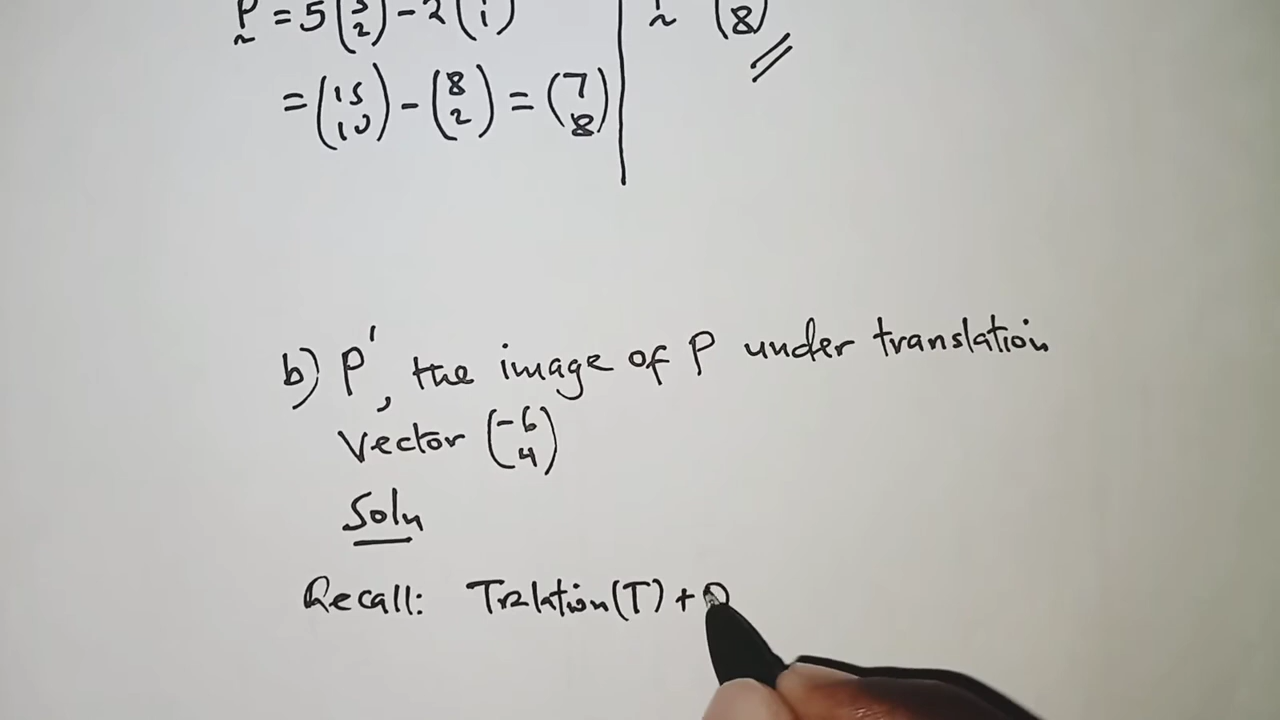 P = 5(3 2) - 2( 1)
~ (8)
= (15 10) - (8 2) = (7 8)
b) P', the image of P under translation
Vector (-6 4)
Soln
Recall: Trslation(T) +